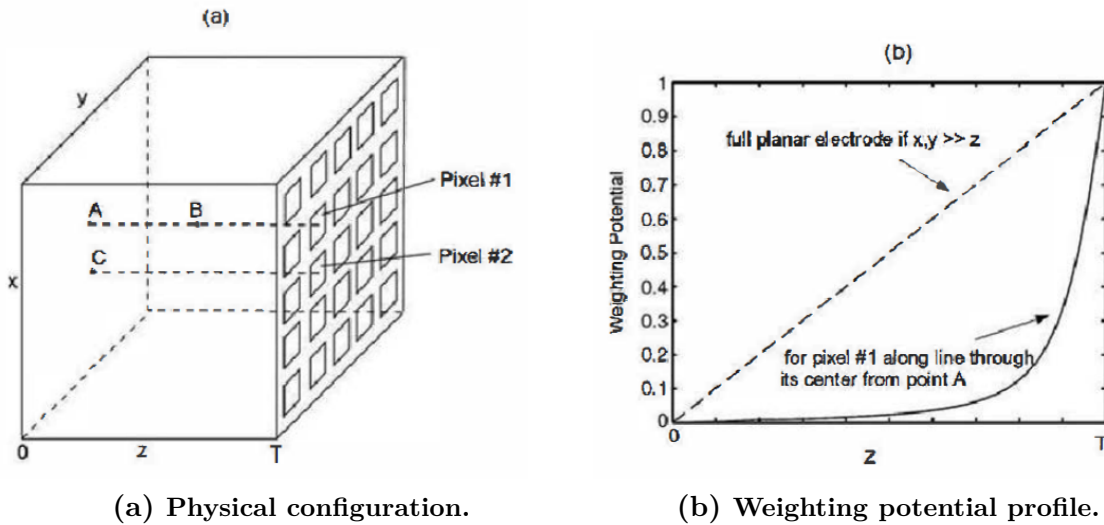 (a)
y
Pixel #1
A
B
C
Pixel #2
x
0
z
T
(a) Physical configuration.
(b)
1
0.9
0.8
0.7
0.6
0.5
0.4
0.3
0.2
0.1
0
Weighting Potential
full planar electrode if x,y >> z
for pixel #1 along line through
its center from point A
0
z
T
(b) Weighting potential profile.